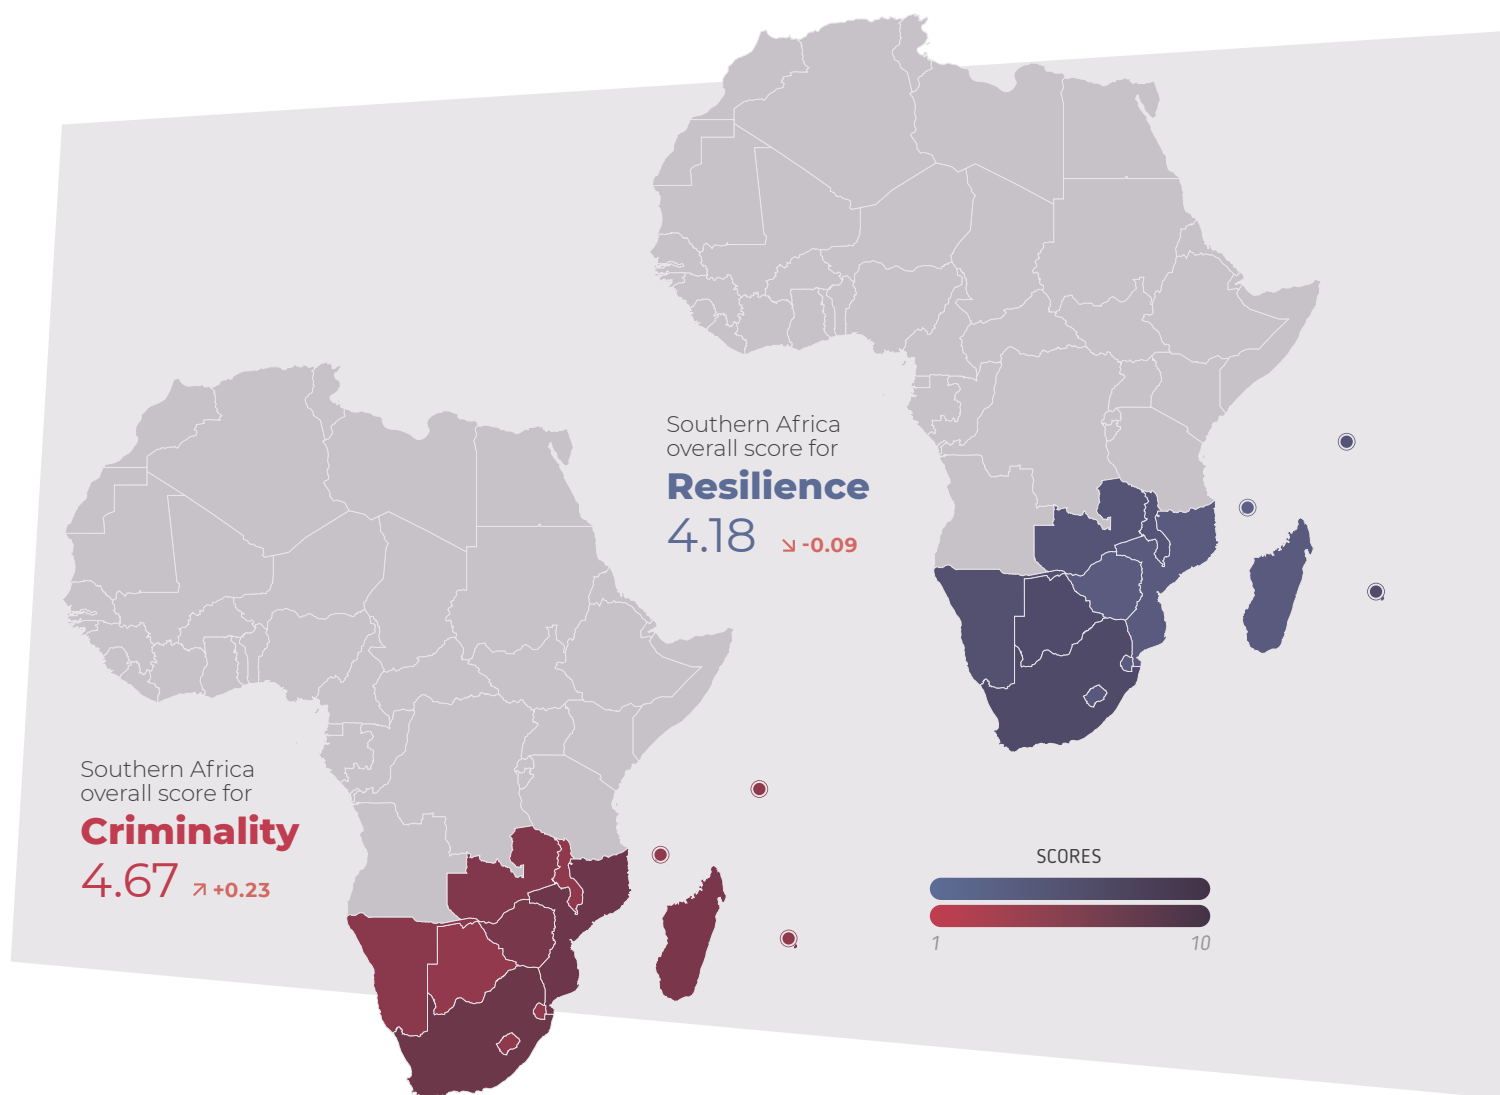 Southern Africa
overall score for
Resilience
4.18 ↘ -0.09
Southern Africa
overall score for
Criminality
4.67 ↗ +0.23
SCORES
1 10